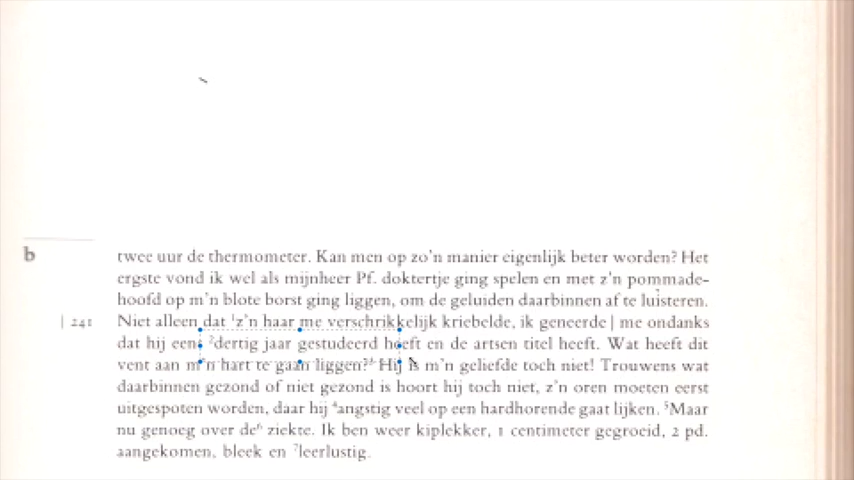 b
twee uur de thermometer. Kan men op zo'n manier eigenlijk beter worden? Het
ergste vond ik wel als mijnheer Pf. doktertje ging spelen en met z'n pommade-
hoofd op m'n blote borst ging liggen, om de geluiden daarbinnen af te luisteren.
| 241
Niet alleen dat ¹z'n haar me verschrikkelijk kriebelde, ik geneerde | me ondanks
dat hij eens ²dertig jaar gestudeerd heeft en de artsen titel heeft. Wat heeft dit
vent aan m'n hart te gaan liggen? Hij is m'n geliefde toch niet! Trouwens wat
daarbinnen gezond of niet gezond is hoort hij toch niet, z'n oren moeten eerst
uitgespoten worden, daar hij ⁴angstig veel op een hardhorende gaat lijken. ⁵Maar
nu genoeg over de⁶ ziekte. Ik ben weer kiplekker, 1 centimeter gegroeid, 2 pd.
aangekomen, bleek en ⁷leerlustig.